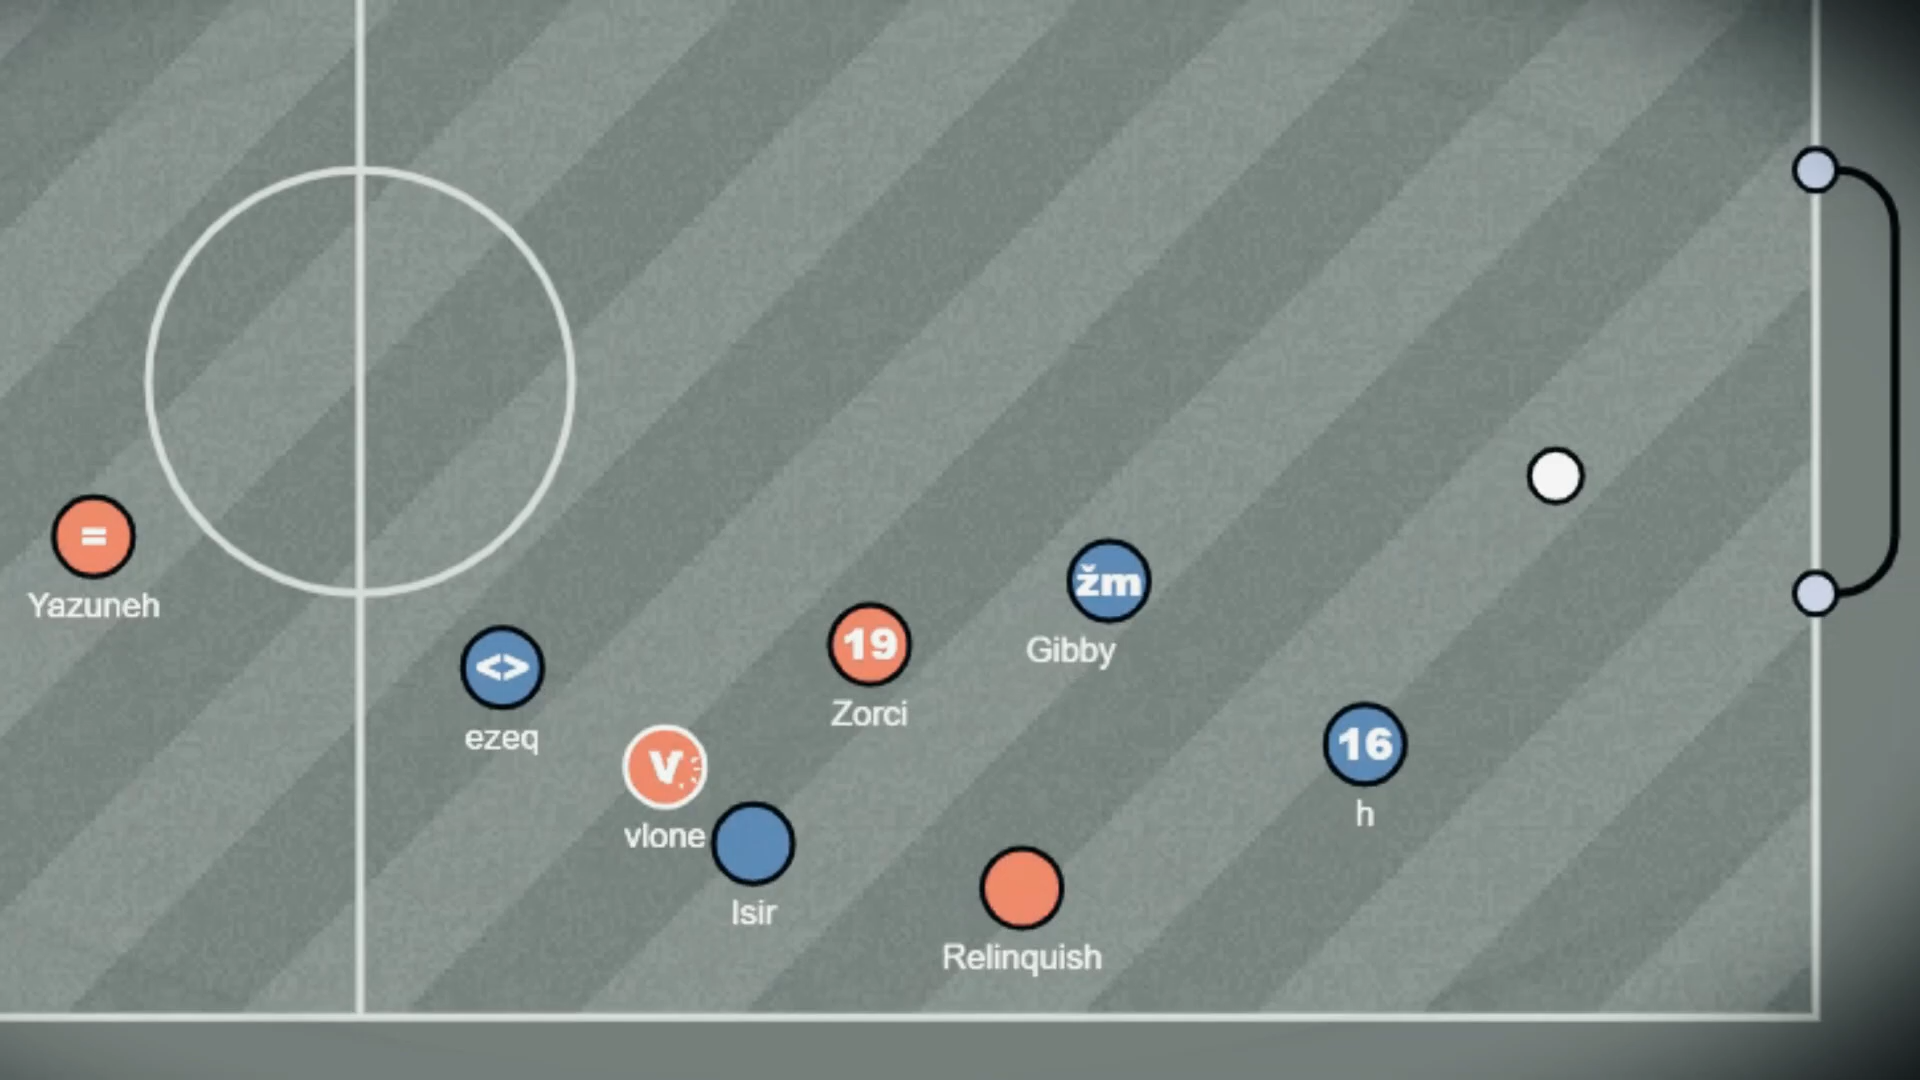 =
Yazuneh
<>
ezeq
V
vlone
Isir
19
Zorci
žm
Gibby
Relinquish
16
h